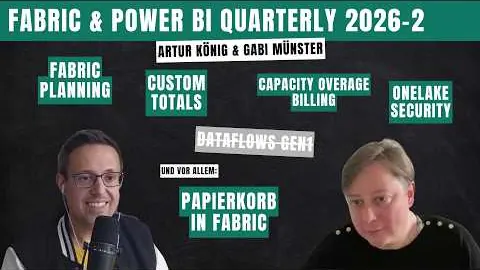 FABRIC & POWER BI QUARTERLY 2026-2
ARTUR KÖNIG & GABI MÜNSTER
FABRIC
PLANNING
CUSTOM
TOTALS
CAPACITY OVERAGE
BILLING
ONELAKE
SECURITY
DATAFLOWS GEN1
UND VOR ALLEM:
PAPIERKORB
IN FABRIC